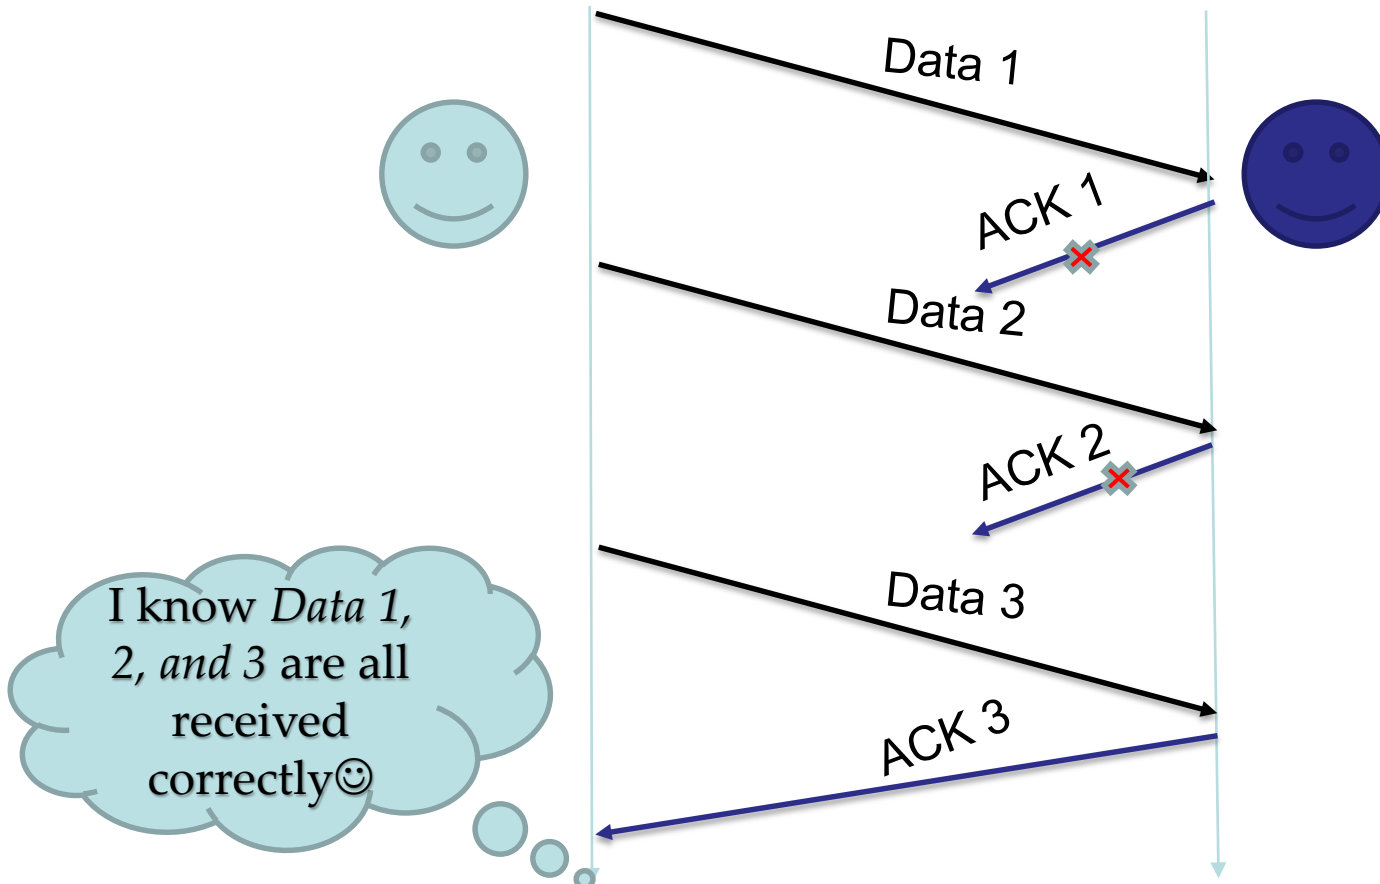 Data 1
ACK 1
Data 2
ACK 2
Data 3
I know Data 1,
2, and 3 are all
received
correctly☺
ACK 3